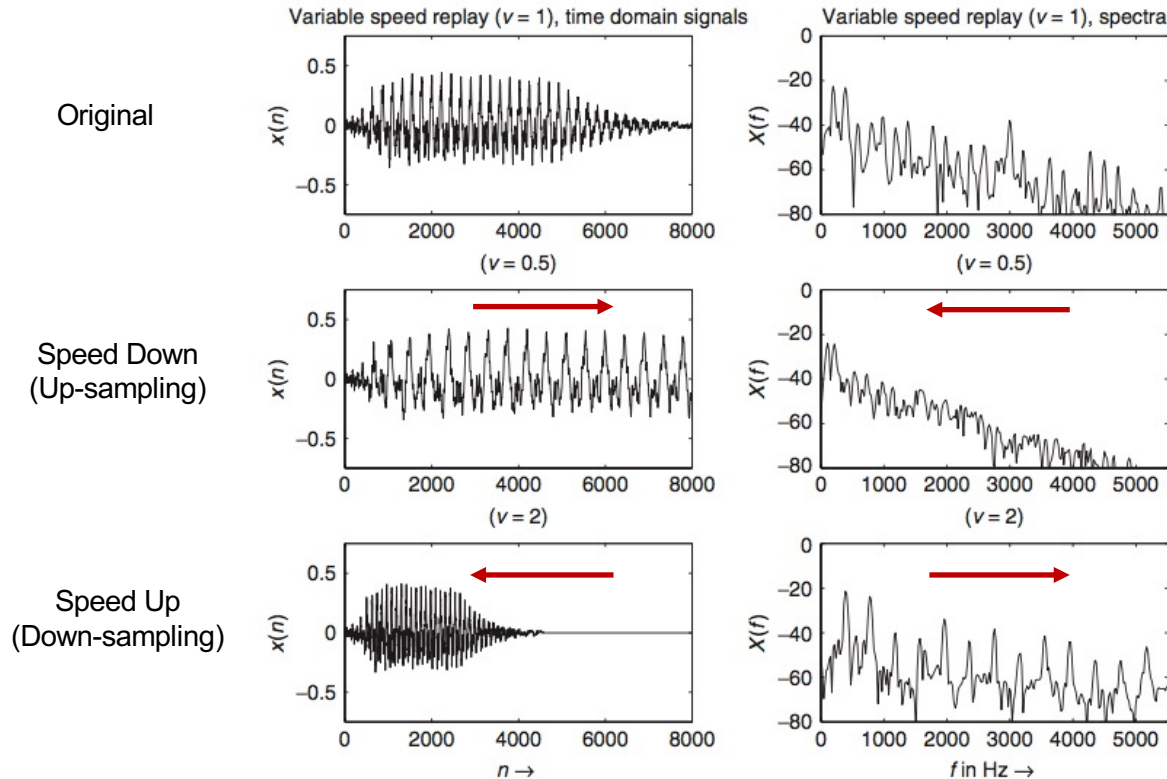 Variable speed replay (v = 1), time domain signals
Variable speed replay (v = 1), spectra
Original
x(n)
0.5
0
−0.5
0 2000 4000 6000 8000
X(f)
0
−20
−40
−60
−80
0 1000 2000 3000 4000 5000
(v = 0.5)
(v = 0.5)
Speed Down
(Up-sampling)
x(n)
0.5
0
−0.5
0 2000 4000 6000 8000
X(f)
0
−20
−40
−60
−80
0 1000 2000 3000 4000 5000
(v = 2)
(v = 2)
Speed Up
(Down-sampling)
x(n)
0.5
0
−0.5
0 2000 4000 6000 8000
n →
X(f)
0
−20
−40
−60
−80
0 1000 2000 3000 4000 5000
f in Hz →